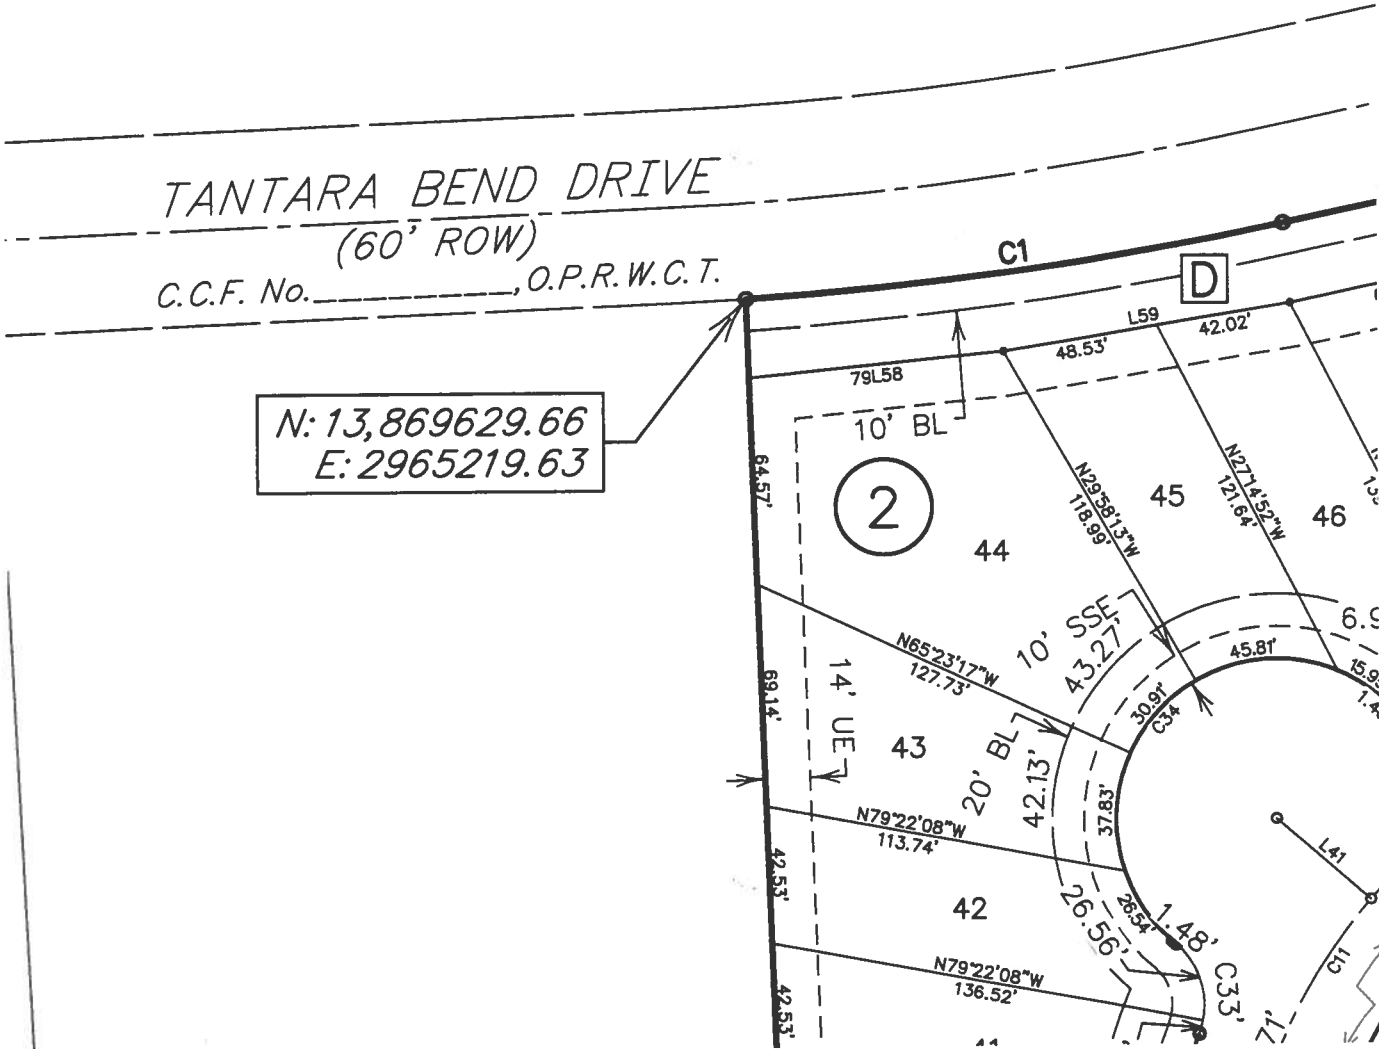 TANTARA BEND DRIVE
(60' ROW)
C.C.F. No.__________, O.P.R.W.C.T.
N: 13,869629.66
E: 2965219.63
C1
D
L59
42.02'
48.53'
79L58
10' BL
64.57'
2
44
45
46
N29°58'13"W
118.99'
N27°14'52"W
121.64'
10' SSE
43.27'
N65°23'17"W
127.73'
45.81'
30.91'
C34
69.14'
14' UE
43
20' BL
42.13'
37.83'
N79°22'08"W
113.74'
L41
42.53'
42
26.54'
26.56'
1.48'
C33'
C11
N79°22'08"W
136.52'
42.53'
71'